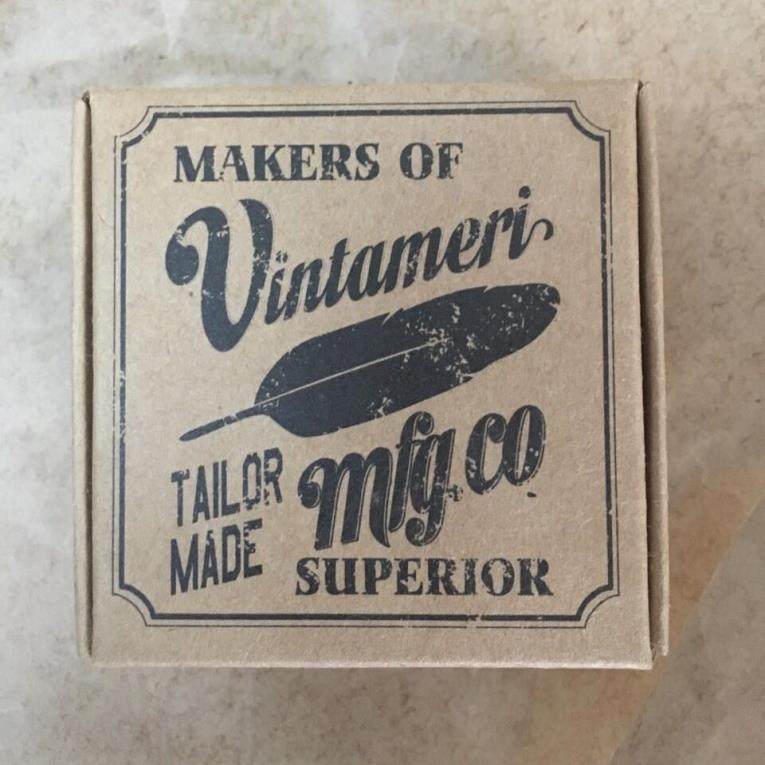 MAKERS OF
Vintameri
TAILOR
MADE
mfg.co
SUPERIOR